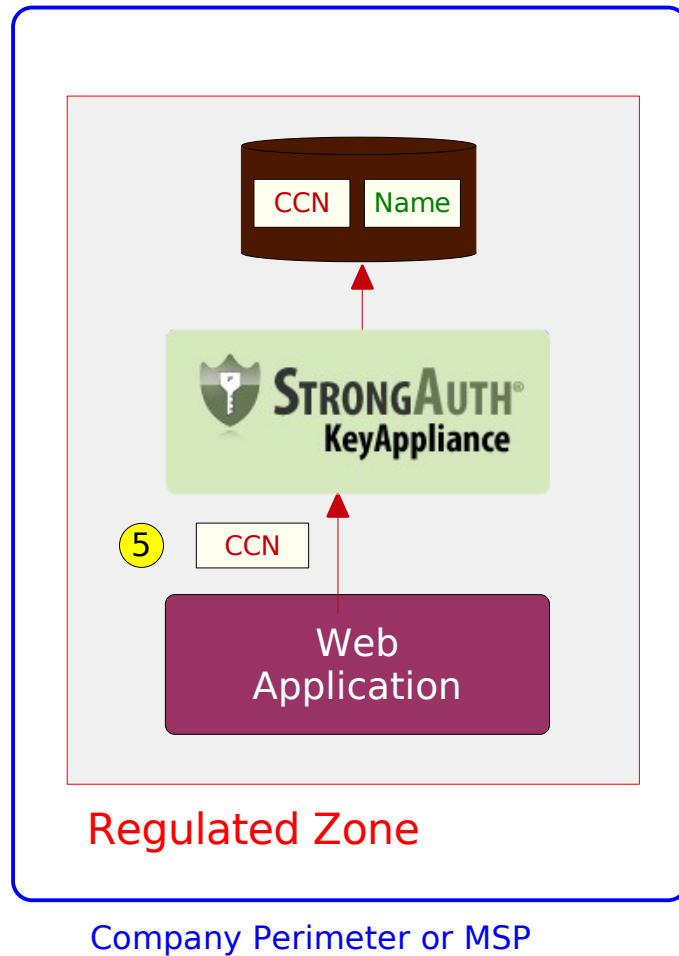 CCN Name
STRONGAUTH®
KeyAppliance
5 CCN
Web
Application
Regulated Zone
Company Perimeter or MSP